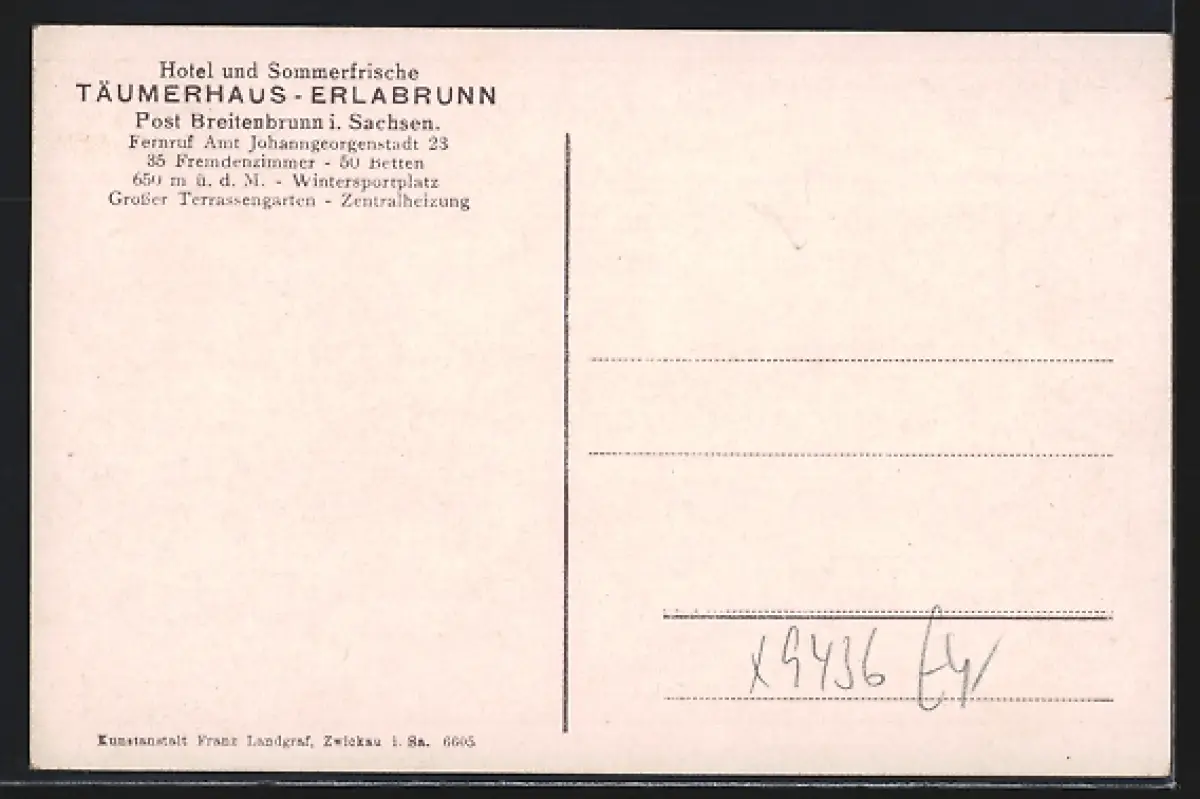 Hotel und Sommerfrische
TÄUMERHAUS - ERLABRUNN
Post Breitenbrunn i. Sachsen.
Fernruf Amt Johanngeorgenstadt 23
35 Fremdenzimmer - 50 Betten
650 m ü. d. M. - Wintersportplatz
Großer Terrassengarten - Zentralheizung
Kunstanstalt Franz Landgraf, Zwickau i. Sa. 6605
x9436